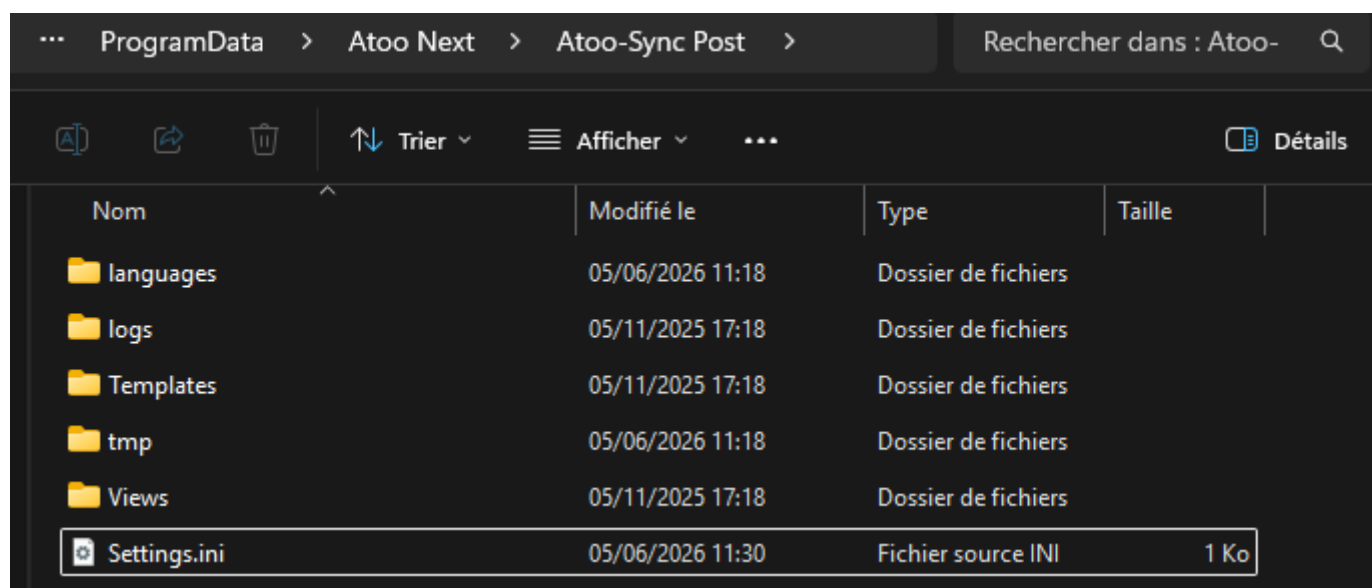 ··· ProgramData > Atoo Next > Atoo-Sync Post > Rechercher dans : Atoo-
Trier Afficher ··· Détails
Nom Modifié le Type Taille
languages 05/06/2026 11:18 Dossier de fichiers
logs 05/11/2025 17:18 Dossier de fichiers
Templates 05/11/2025 17:18 Dossier de fichiers
tmp 05/06/2026 11:18 Dossier de fichiers
Views 05/11/2025 17:18 Dossier de fichiers
Settings.ini 05/06/2026 11:30 Fichier source INI 1 Ko